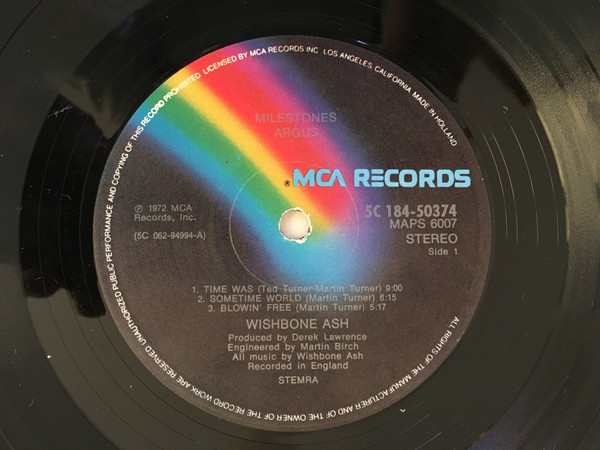 ALL RIGHTS OF THE MANUFACTURER AND OF THE OWNER OF THE RECORD WORK ARE RESERVED UNAUTHORIZED PUBLIC PERFORMANCE AND COPYING OF THIS RECORD PROHIBITED LICENSED BY MCA RECORDS INC LOS ANGELES, CALIFORNIA, MADE IN HOLLAND
MILESTONES
ARGUS
® MCA RECORDS
℗ 1972 MCA
Records, Inc.
(5C 062-94994-A)
5C 184-50374
MAPS 6007
STEREO
Side 1
1. TIME WAS (Ted Turner-Martin Turner) 9:00
2. SOMETIME WORLD (Martin Turner) 6:15
3. BLOWIN' FREE (Martin Turner) 5:17
WISHBONE ASH
Produced by Derek Lawrence
Engineered by Martin Birch
All music by Wishbone Ash
Recorded in England
STEMRA